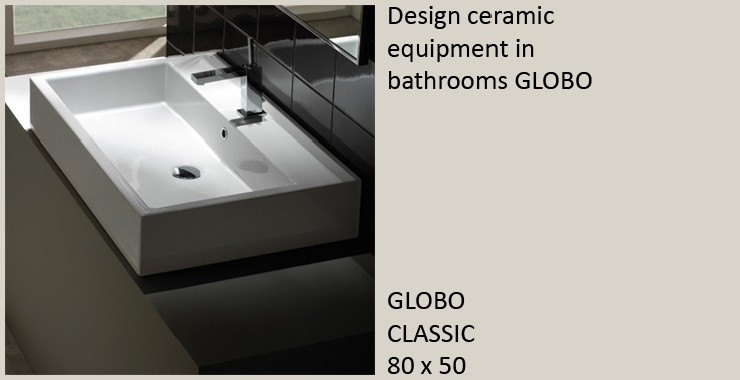 Design ceramic
equipment in
bathrooms GLOBO
GLOBO
CLASSIC
80 x 50